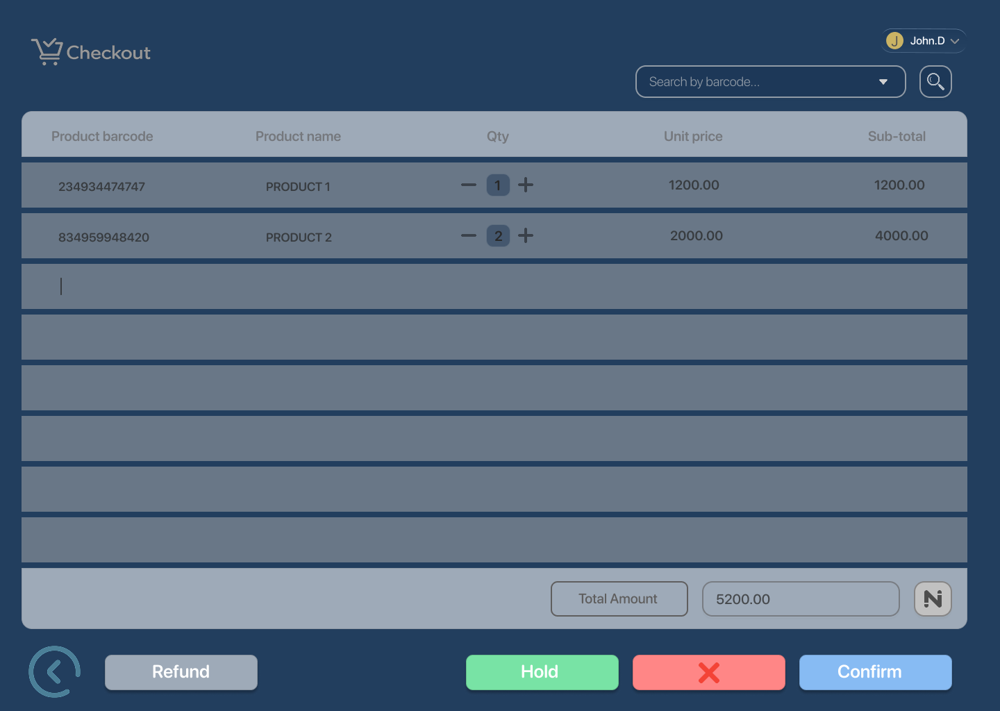 Checkout
J John.D
Search by barcode...
Product barcode Product name Qty Unit price Sub-total
234934474747 PRODUCT 1 1 1200.00 1200.00
834959948420 PRODUCT 2 2 2000.00 4000.00
Total Amount 5200.00 N
Refund Hold Confirm